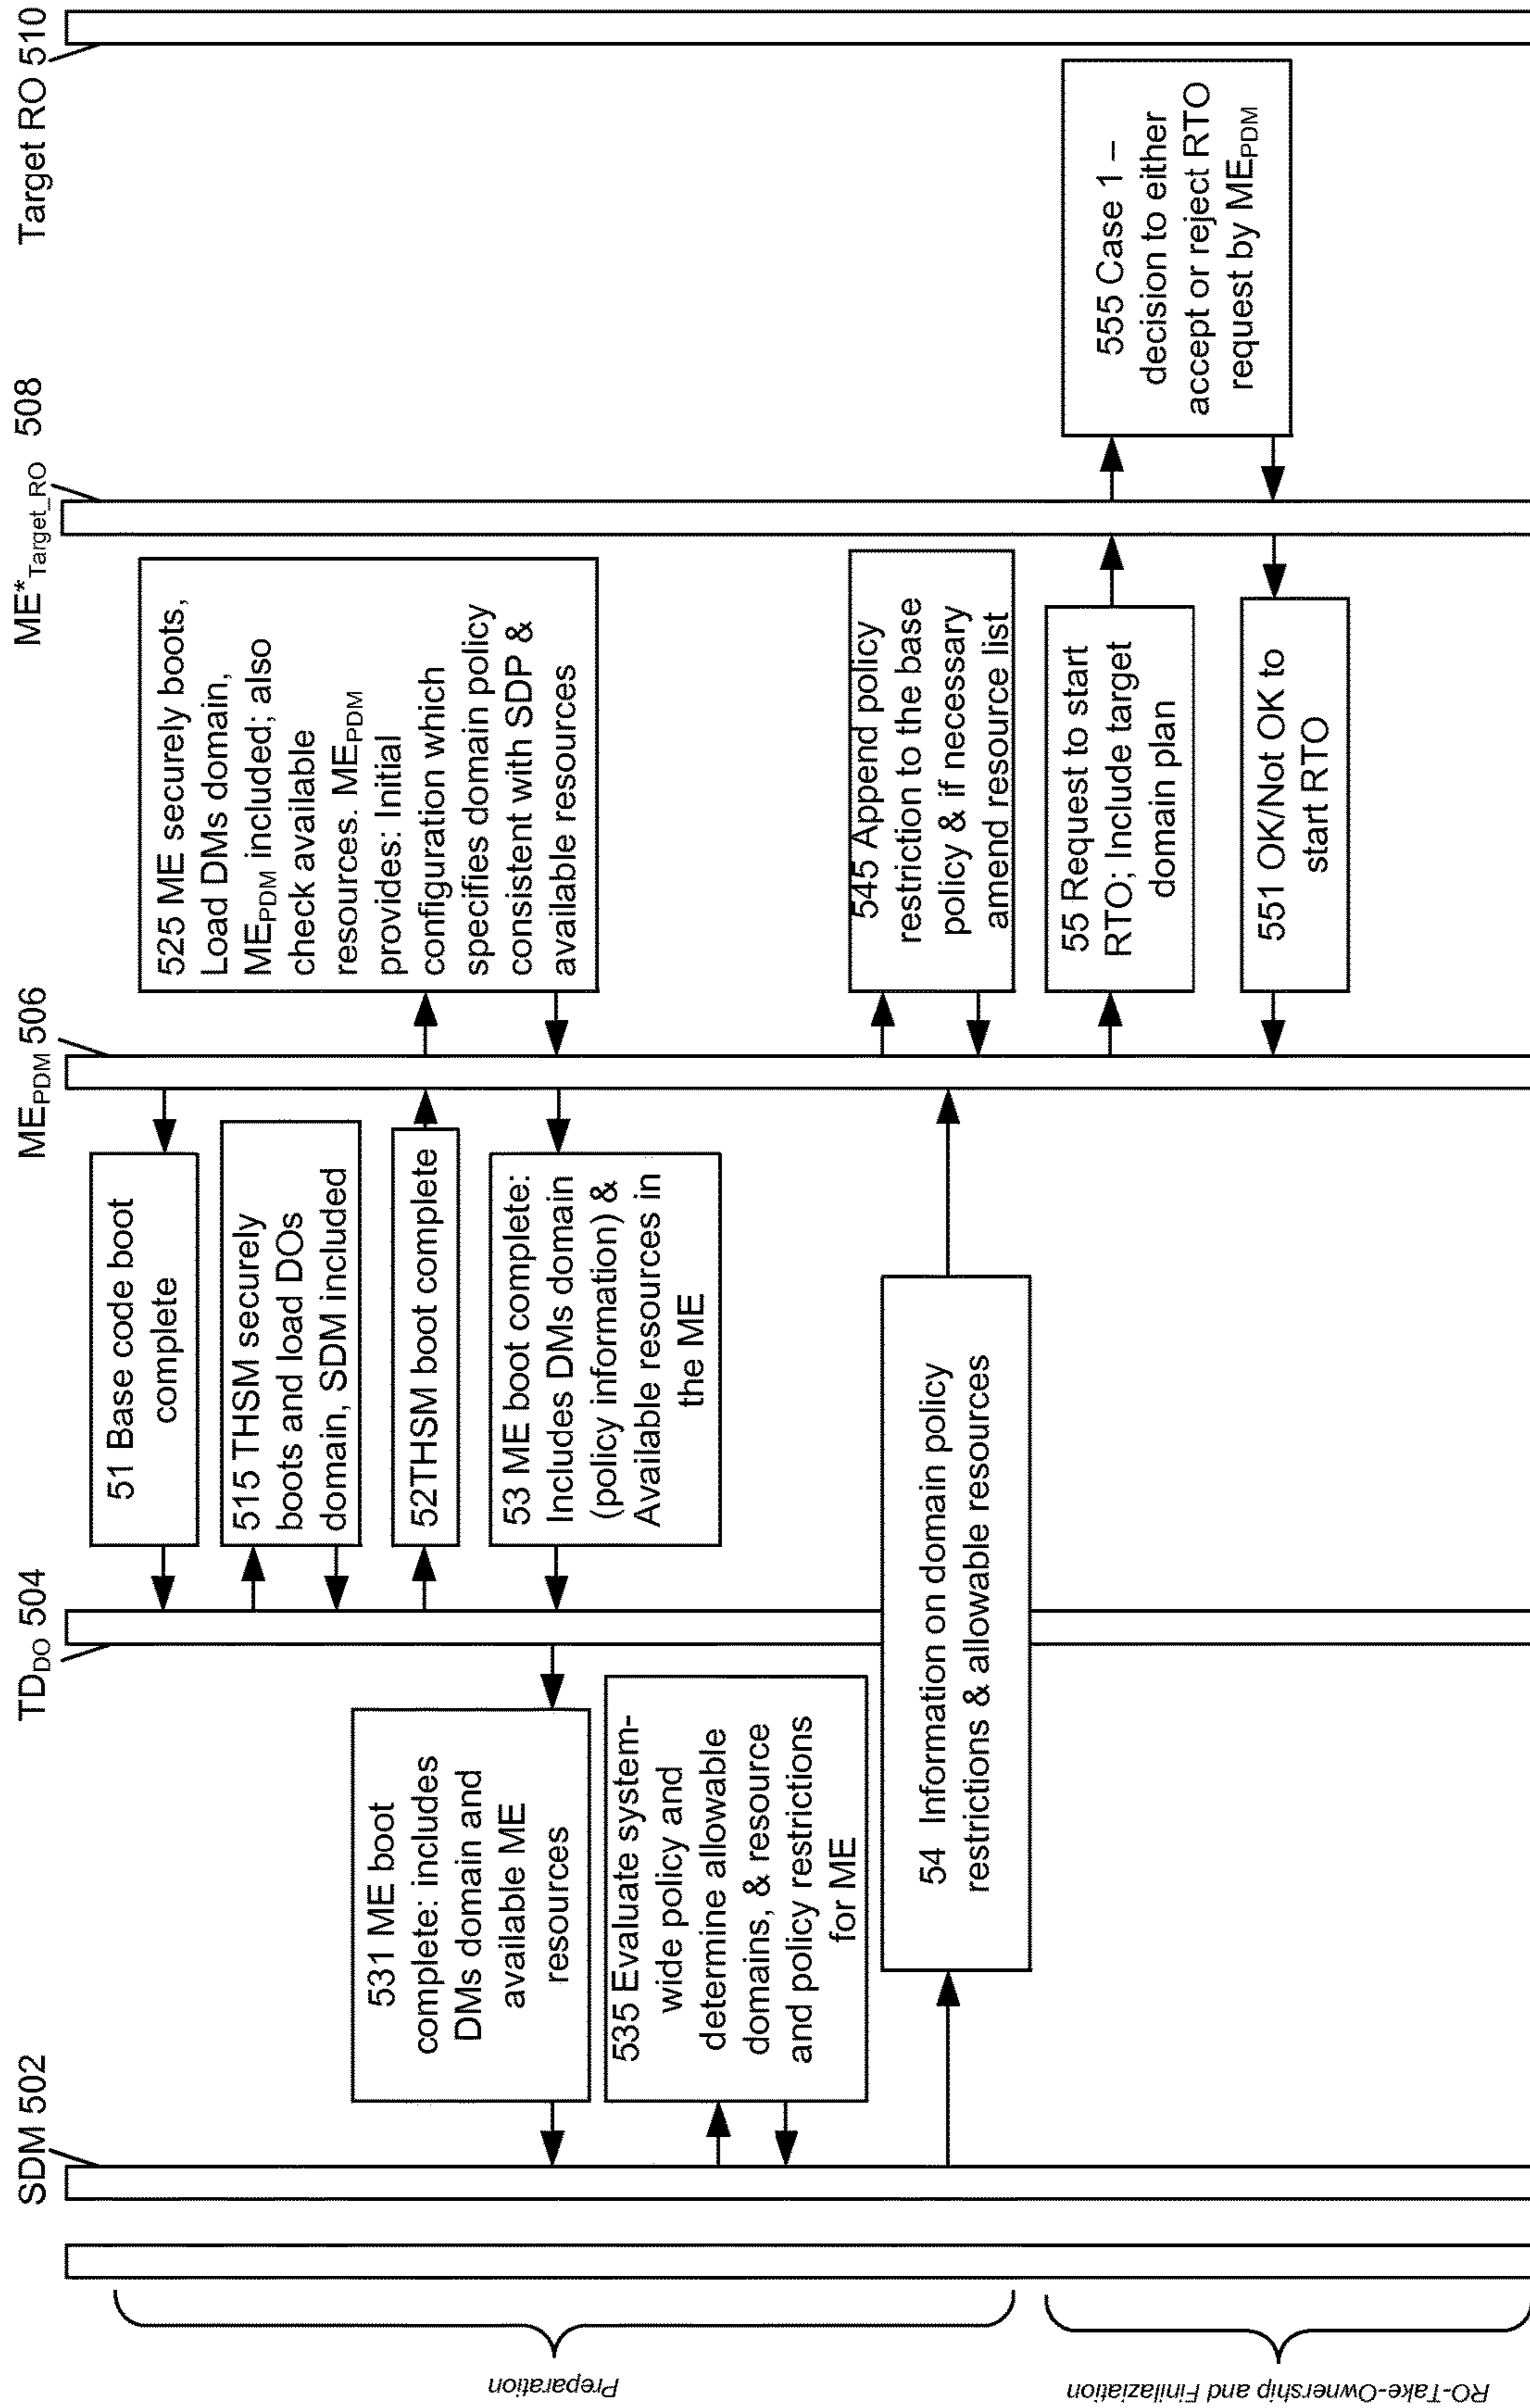 SDM 502
TD_DO 504
ME_PDM 506
ME*_Target_RO 508
Target RO 510
Preparation
51 Base code boot
complete
515 THSM securely
boots and load DOs
domain, SDM included
52THSM boot complete
525 ME securely boots,
Load DMs domain,
ME_PDM included; also
check available
resources. ME_PDM
provides: Initial
configuration which
specifies domain policy
consistent with SDP &
available resources
53 ME boot complete:
Includes DMs domain
(policy information) &
Available resources in
the ME
531 ME boot
complete: includes
DMs domain and
available ME
resources
535 Evaluate system-
wide policy and
determine allowable
domains, & resource
and policy restrictions
for ME
54 Information on domain policy
restrictions & allowable resources
545 Append policy
restriction to the base
policy & if necessary
amend resource list
RO-Take-Ownership and Finilaziation
55 Request to start
RTO; Include target
domain plan
555 Case 1 –
decision to either
accept or reject RTO
request by ME_PDM
551 OK/Not OK to
start RTO